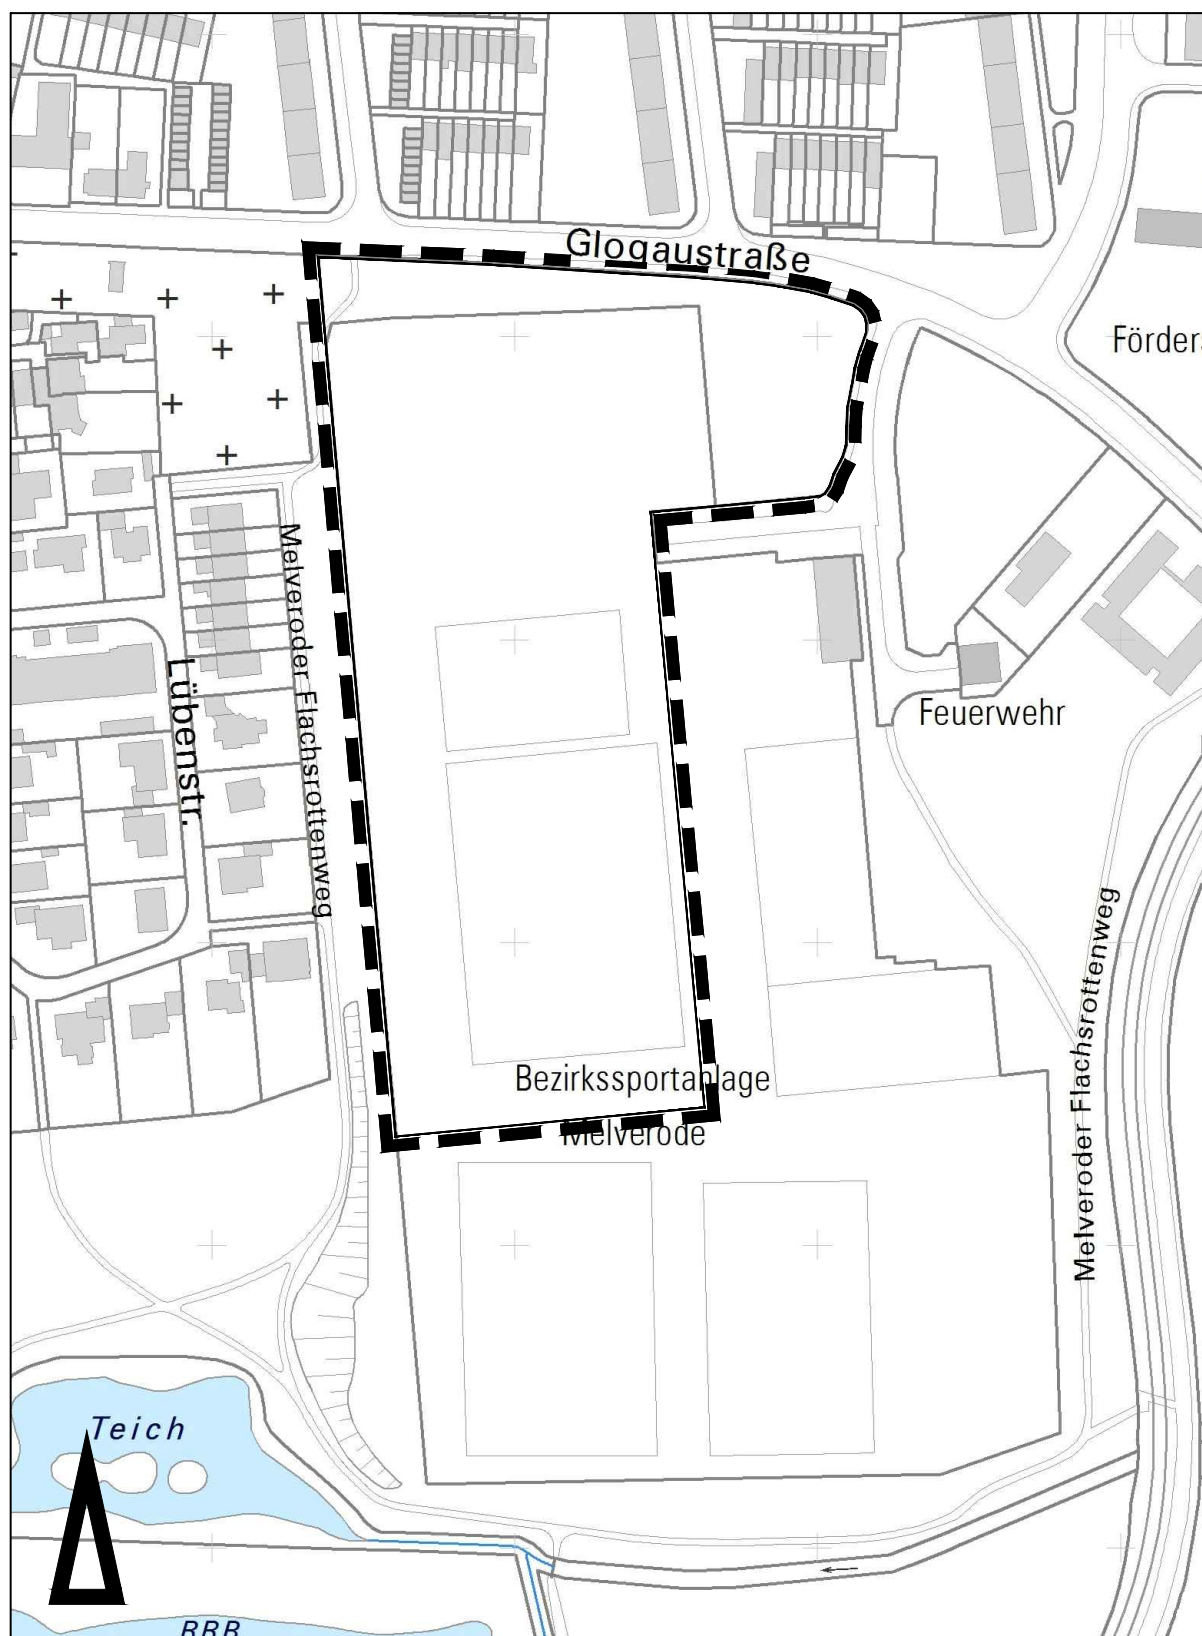 Glogaustraße
Förder
Melveroder Flachsrottenweg
Lübenstr.
Feuerwehr
Melveroder Flachsrottenweg
Bezirkssportanlage
Melverode
Teich
RRB